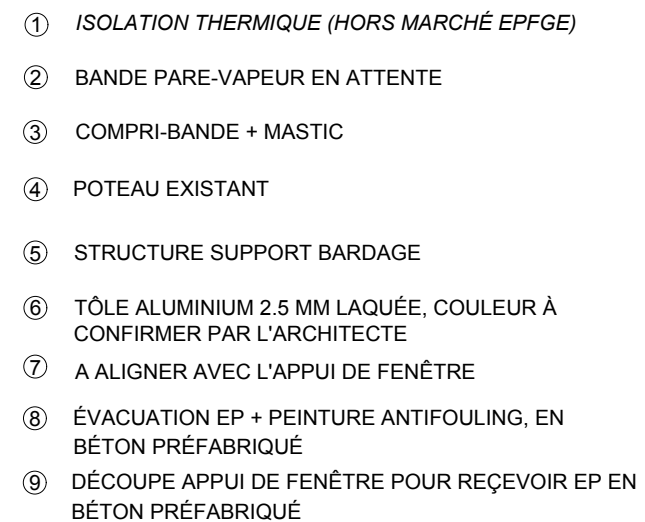 ① ISOLATION THERMIQUE (HORS MARCHÉ EPFGE)
② BANDE PARE-VAPEUR EN ATTENTE
③ COMPRI-BANDE + MASTIC
④ POTEAU EXISTANT
⑤ STRUCTURE SUPPORT BARDAGE
⑥ TÔLE ALUMINIUM 2.5 MM LAQUÉE, COULEUR À
CONFIRMER PAR L'ARCHITECTE
⑦ A ALIGNER AVEC L'APPUI DE FENÊTRE
⑧ ÉVACUATION EP + PEINTURE ANTIFOULING, EN
BÉTON PRÉFABRIQUÉ
⑨ DÉCOUPE APPUI DE FENÊTRE POUR REÇEVOIR EP EN
BÉTON PRÉFABRIQUÉ